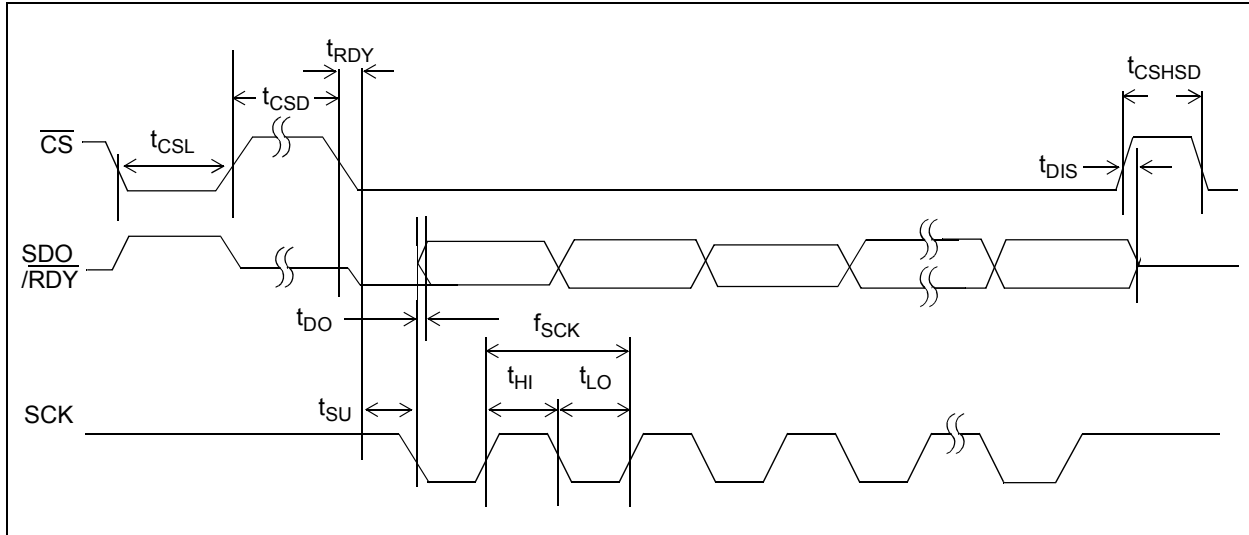 tRDY
tCSHSD
tCSD
CS
tCSL
tDIS
SDO
/RDY
tDO
fSCK
tHI
tLO
SCK
tSU